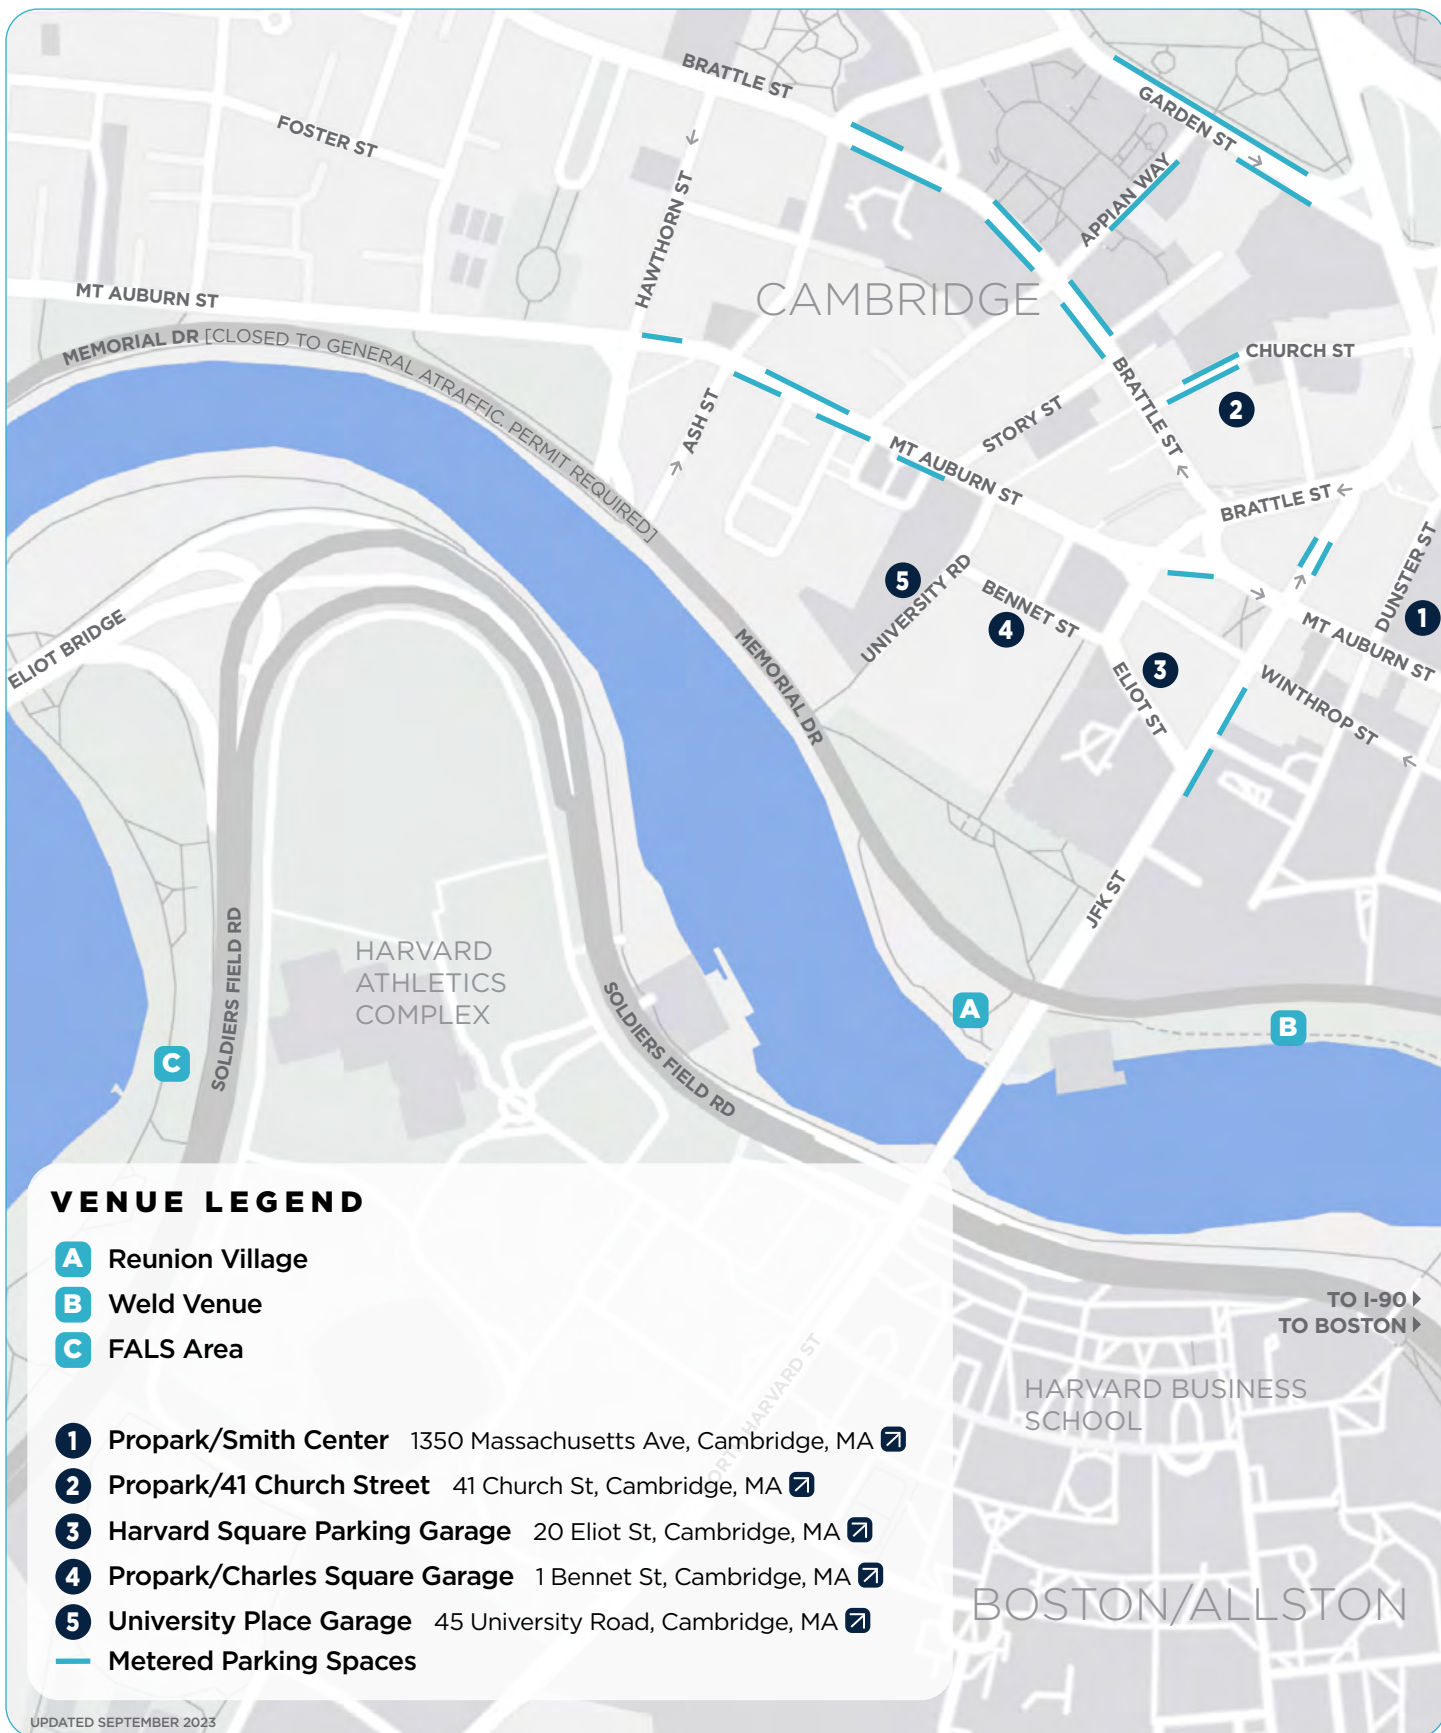 BRATTLE ST
GARDEN ST
FOSTER ST
HAWTHORN ST
APPIAN WAY
MT AUBURN ST
CAMBRIDGE
MEMORIAL DR [CLOSED TO GENERAL ATRAFFIC. PERMIT REQUIRED]
CHURCH ST
BRATTLE ST
2
ASH ST
STORY ST
MT AUBURN ST
BRATTLE ST
DUNSTER ST
5
UNIVERSITY RD
BENNET ST
4
1
MT AUBURN ST
ELIOT BRIDGE
MEMORIAL DR
3
ELIOT ST
WINTHROP ST
JFK ST
SOLDIERS FIELD RD
HARVARD
ATHLETICS
COMPLEX
SOLDIERS FIELD RD
A
B
C
VENUE LEGEND
A Reunion Village
B Weld Venue
C FALS Area
1 Propark/Smith Center 1350 Massachusetts Ave, Cambridge, MA
2 Propark/41 Church Street 41 Church St, Cambridge, MA
3 Harvard Square Parking Garage 20 Eliot St, Cambridge, MA
4 Propark/Charles Square Garage 1 Bennet St, Cambridge, MA
5 University Place Garage 45 University Road, Cambridge, MA
Metered Parking Spaces
HARVARD ST
TO I-90
TO BOSTON
HARVARD BUSINESS
SCHOOL
BOSTON/ALLSTON
UPDATED SEPTEMBER 2023